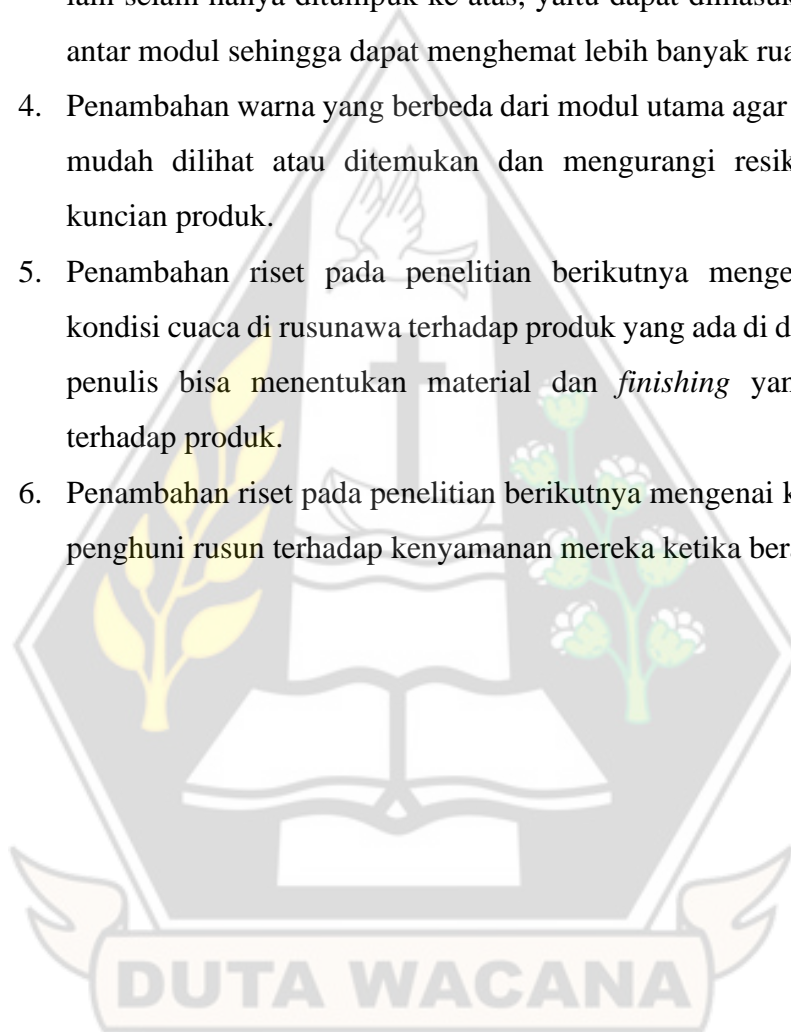 lain selain hanya ditumpuk ke atas, yaitu dapat dimasuk
antar modul sehingga dapat menghemat lebih banyak rua
4. Penambahan warna yang berbeda dari modul utama agar
mudah dilihat atau ditemukan dan mengurangi resik
kuncian produk.
5. Penambahan riset pada penelitian berikutnya menge
kondisi cuaca di rusunawa terhadap produk yang ada di d
penulis bisa menentukan material dan finishing yan
terhadap produk.
6. Penambahan riset pada penelitian berikutnya mengenai k
penghuni rusun terhadap kenyamanan mereka ketika ber
DUTA WACANA